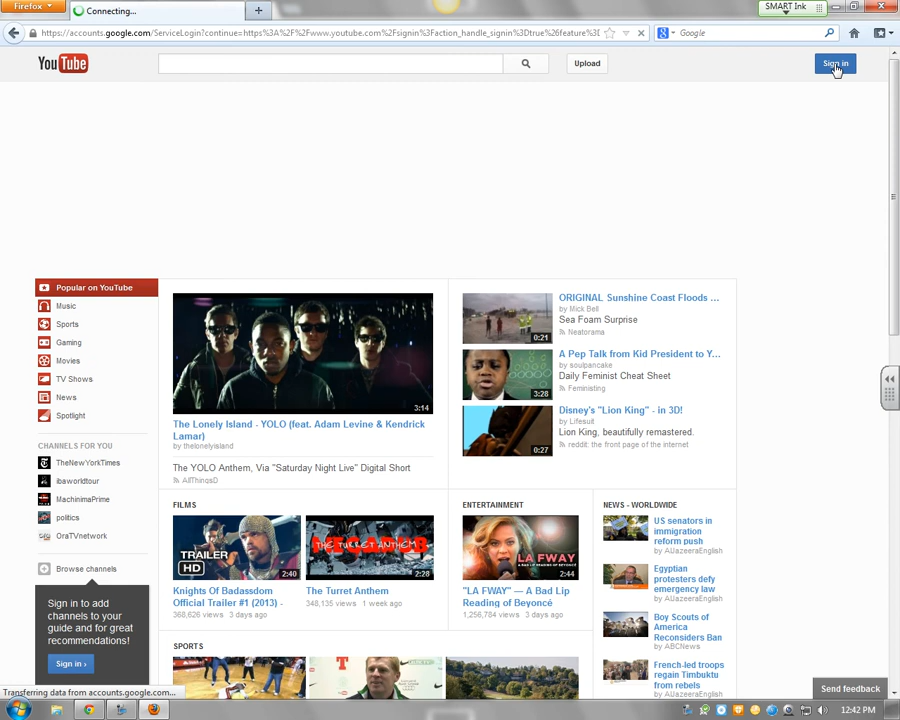 Firefox
Connecting...
SMART Ink
https://accounts.google.com/ServiceLogin?continue=https%3A%2F%2Fwww.youtube.com%2Fsignin%3Faction_handle_signin%3Dtrue%26feature%3D
Google
YouTube
Upload
Sign in
Popular on YouTube
Music
Sports
Gaming
Movies
TV Shows
News
Spotlight
CHANNELS FOR YOU
TheNewYorkTimes
ibaworldtour
MachinimaPrime
politics
OraTVnetwork
Browse channels
Sign in to add
channels to your
guide and for great
recommendations!
Sign in ›
3:14
The Lonely Island - YOLO (feat. Adam Levine & Kendrick
Lamar)
by thelonelyisland
The YOLO Anthem, Via "Saturday Night Live" Digital Short
AllThingsD
0:21
ORIGINAL Sunshine Coast Floods ...
by Mick Bell
Sea Foam Surprise
Neatorama
3:28
A Pep Talk from Kid President to Y...
by soulpancake
Daily Feminist Cheat Sheet
Feministing
0:27
Disney's "Lion King" - in 3D!
by Lifesuit
Lion King, beautifully remastered.
reddit: the front page of the internet
FILMS
TRAILER
HD
2:40
Knights Of Badassdom
Official Trailer #1 (2013) -
368,626 views 3 days ago
THE TURRET ANTHEM
2:28
The Turret Anthem
348,135 views 1 week ago
ENTERTAINMENT
LA FWAY
2:44
"LA FWAY" — A Bad Lip
Reading of Beyoncé
1,256,784 views 3 days ago
NEWS - WORLDWIDE
US senators in
immigration
reform push
by AlJazeeraEnglish
Egyptian
protesters defy
emergency law
by AlJazeeraEnglish
Boy Scouts of
America
Reconsiders Ban
by ABCNews
French-led troops
regain Timbuktu
from rebels
by AlJazeeraEnglish
SPORTS
Send feedback
Transferring data from accounts.google.com...
12:42 PM